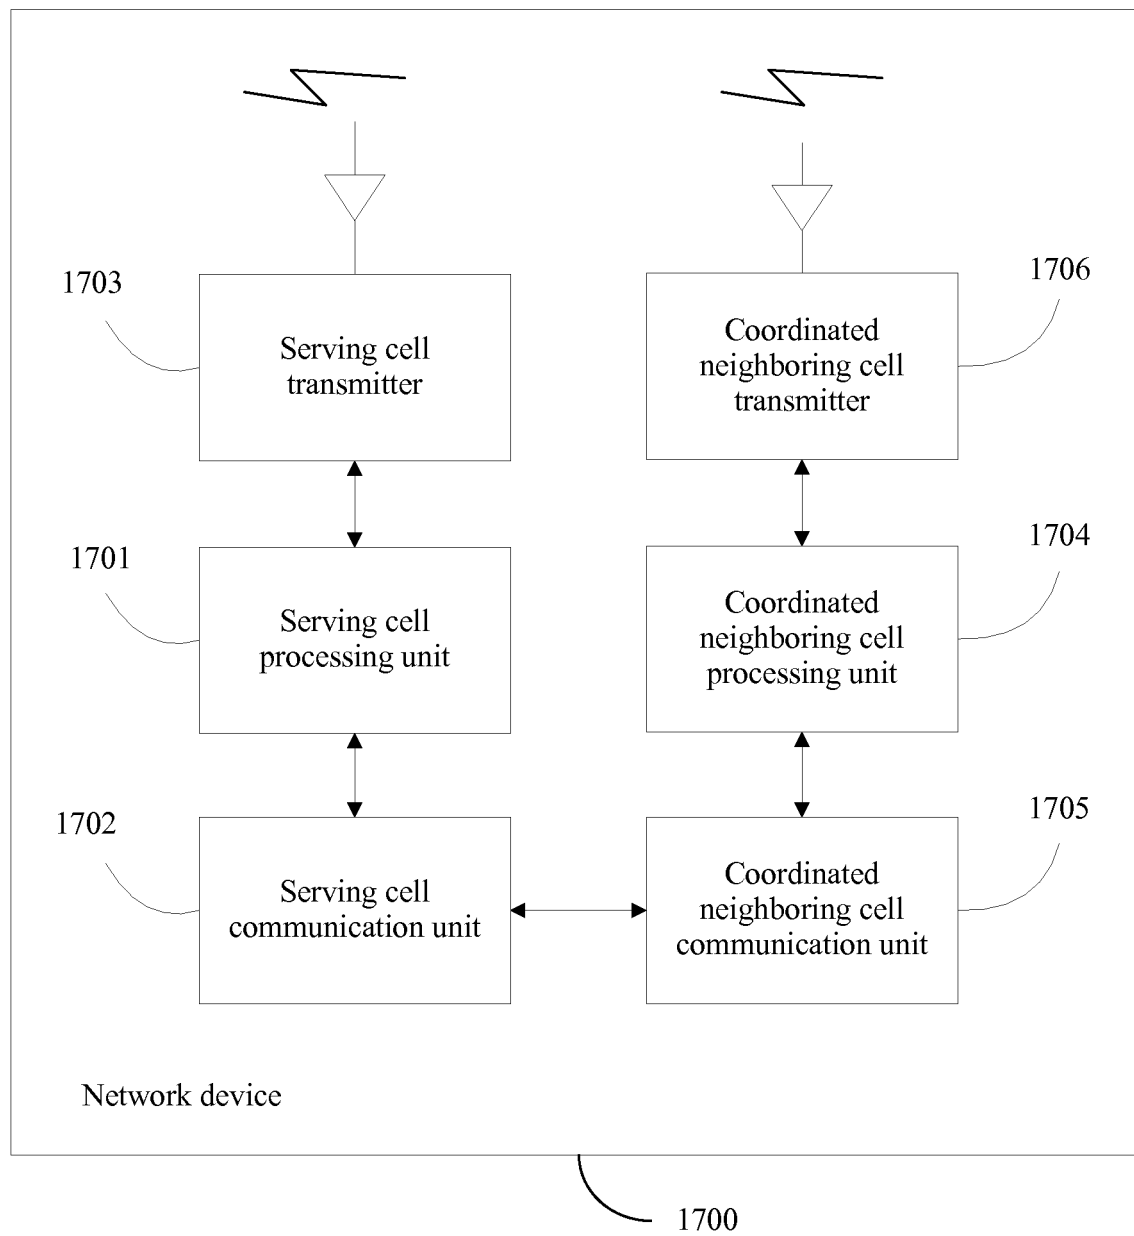 1703
Serving cell
transmitter
Coordinated
neighboring cell
transmitter
1706
1701
Serving cell
processing unit
Coordinated
neighboring cell
processing unit
1704
1702
Serving cell
communication unit
Coordinated
neighboring cell
communication unit
1705
Network device
1700